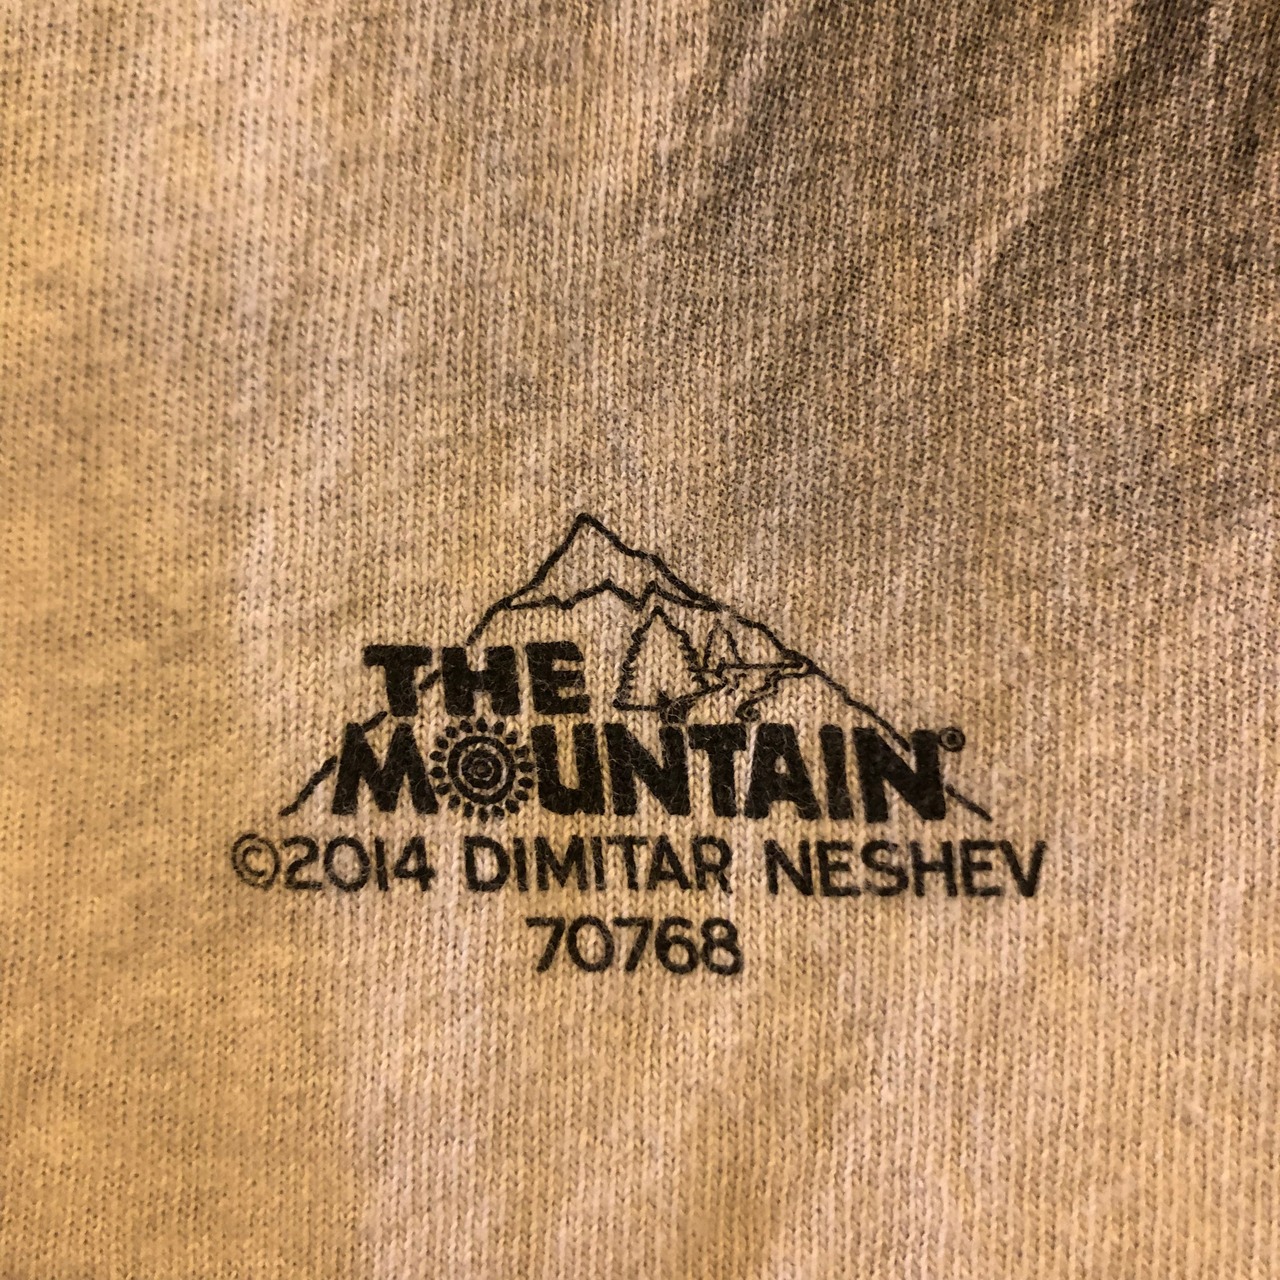 THE
MOUNTAIN®
©2014 DIMITAR NESHEV
70768